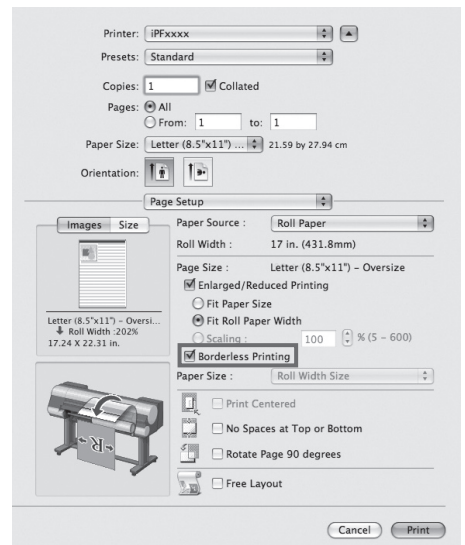 Printer: iPFxxxx
Presets: Standard
Copies: 1 Collated
Pages: All
From: 1 to: 1
Paper Size: Letter (8.5"x11") ... 21.59 by 27.94 cm
Orientation:
Page Setup
Images Size
Letter (8.5"x11") – Oversi...
Roll Width :202%
17.24 X 22.31 in.
R
Paper Source : Roll Paper
Roll Width : 17 in. (431.8mm)
Page Size : Letter (8.5"x11") – Oversize
Enlarged/Reduced Printing
Fit Paper Size
Fit Roll Paper Width
Scaling : 100 % (5 – 600)
Borderless Printing
Paper Size : Roll Width Size
Print Centered
No Spaces at Top or Bottom
Rotate Page 90 degrees
Free Layout
Cancel Print